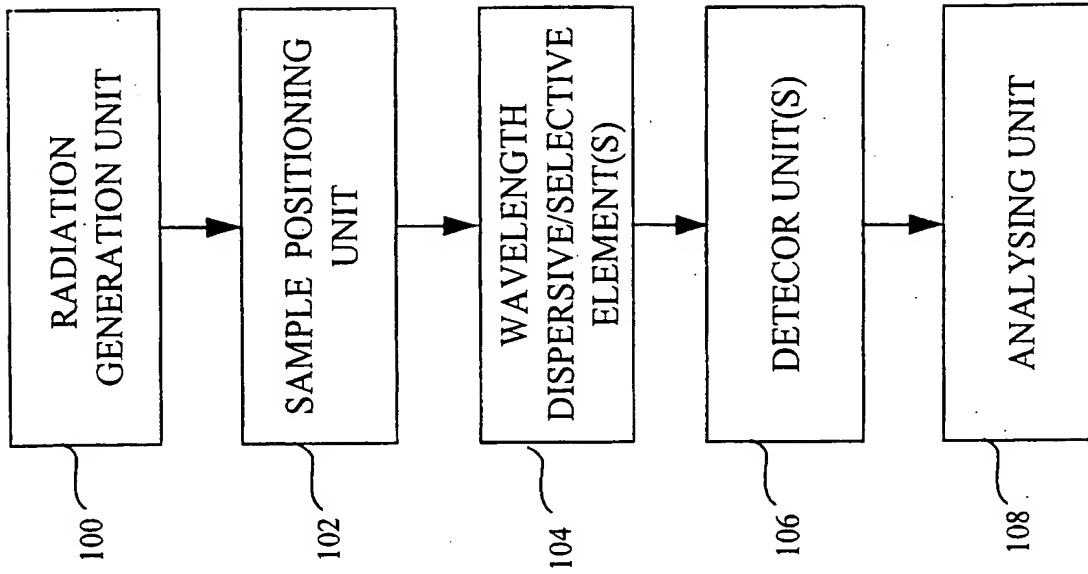 RADIATION
GENERATION UNIT
100
SAMPLE POSITIONING
UNIT
102
WAVELENGTH
DISPERSIVE/SELECTIVE
ELEMENT(S)
104
DETECOR UNIT(S)
106
ANALYSING UNIT
108